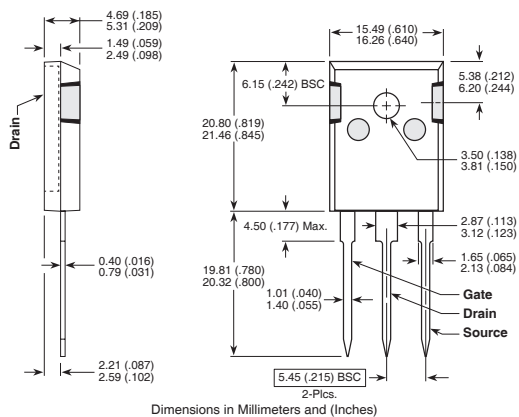 4.69 (.185)
5.31 (.209)
1.49 (.059)
2.49 (.098)
15.49 (.610)
16.26 (.640)
6.15 (.242) BSC
5.38 (.212)
6.20 (.244)
Drain
20.80 (.819)
21.46 (.845)
3.50 (.138)
3.81 (.150)
4.50 (.177) Max.
2.87 (.113)
3.12 (.123)
0.40 (.016)
0.79 (.031)
19.81 (.780)
20.32 (.800)
1.65 (.065)
2.13 (.084)
1.01 (.040)
1.40 (.055)
Gate
Drain
Source
2.21 (.087)
2.59 (.102)
5.45 (.215) BSC
2-Plcs.
Dimensions in Millimeters and (Inches)